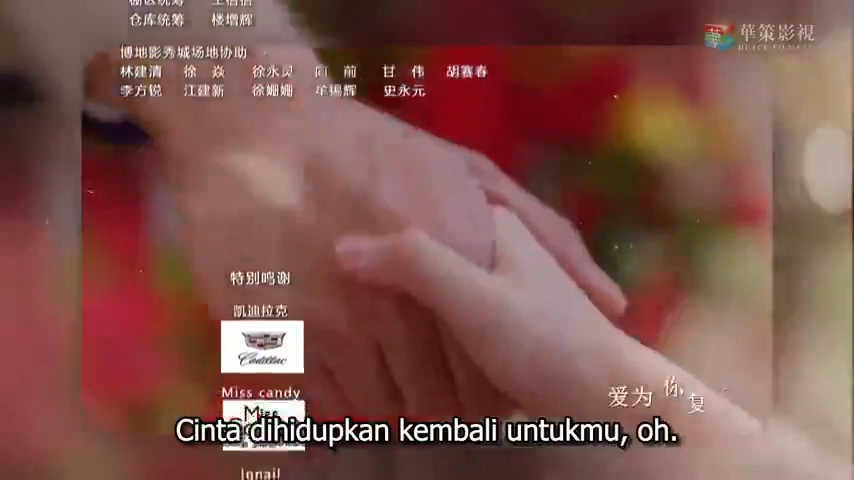 仓库统筹 楼增辉
華策影視
博地影秀城场地协助
林建清 徐 焱 徐永灵 向 前 甘 伟 胡赛春
李方锐 江建新 徐姗姗 牟锡辉 史永元
特别鸣谢
凯迪拉克
Cadillac
Miss candy
爱为你复
Miss
Cinta dihidupkan kembali untukmu, oh.